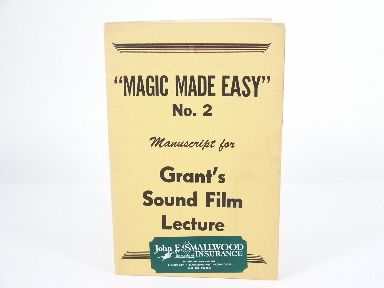 "MAGIC MADE EASY"
No. 2
Manuscript for
Grant's
Sound Film
Lecture
John E. SMALLWOOD
INSURANCE